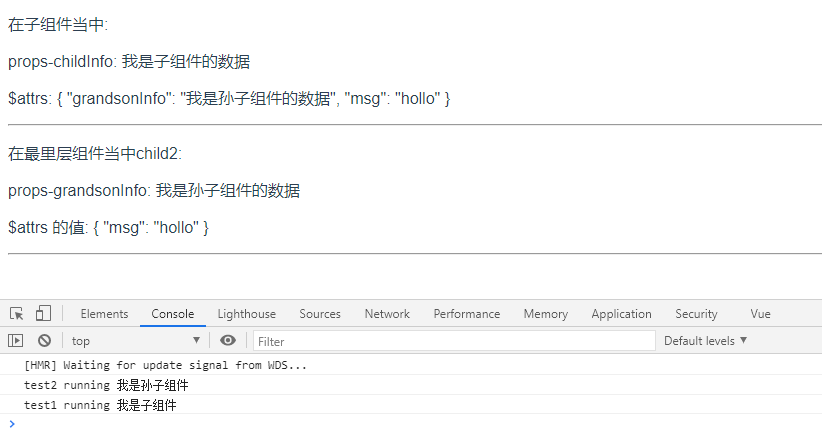 在子组件当中:
props-childInfo: 我是子组件的数据
$attrs: { "grandsonInfo": "我是孙子组件的数据", "msg": "hollo" }
在最里层组件当中child2:
props-grandsonInfo: 我是孙子组件的数据
$attrs 的值: { "msg": "hollo" }
Elements Console Lighthouse Sources Network Performance Memory Application Security Vue
top Filter Default levels
[HMR] Waiting for update signal from WDS...
test2 running 我是孙子组件
test1 running 我是子组件